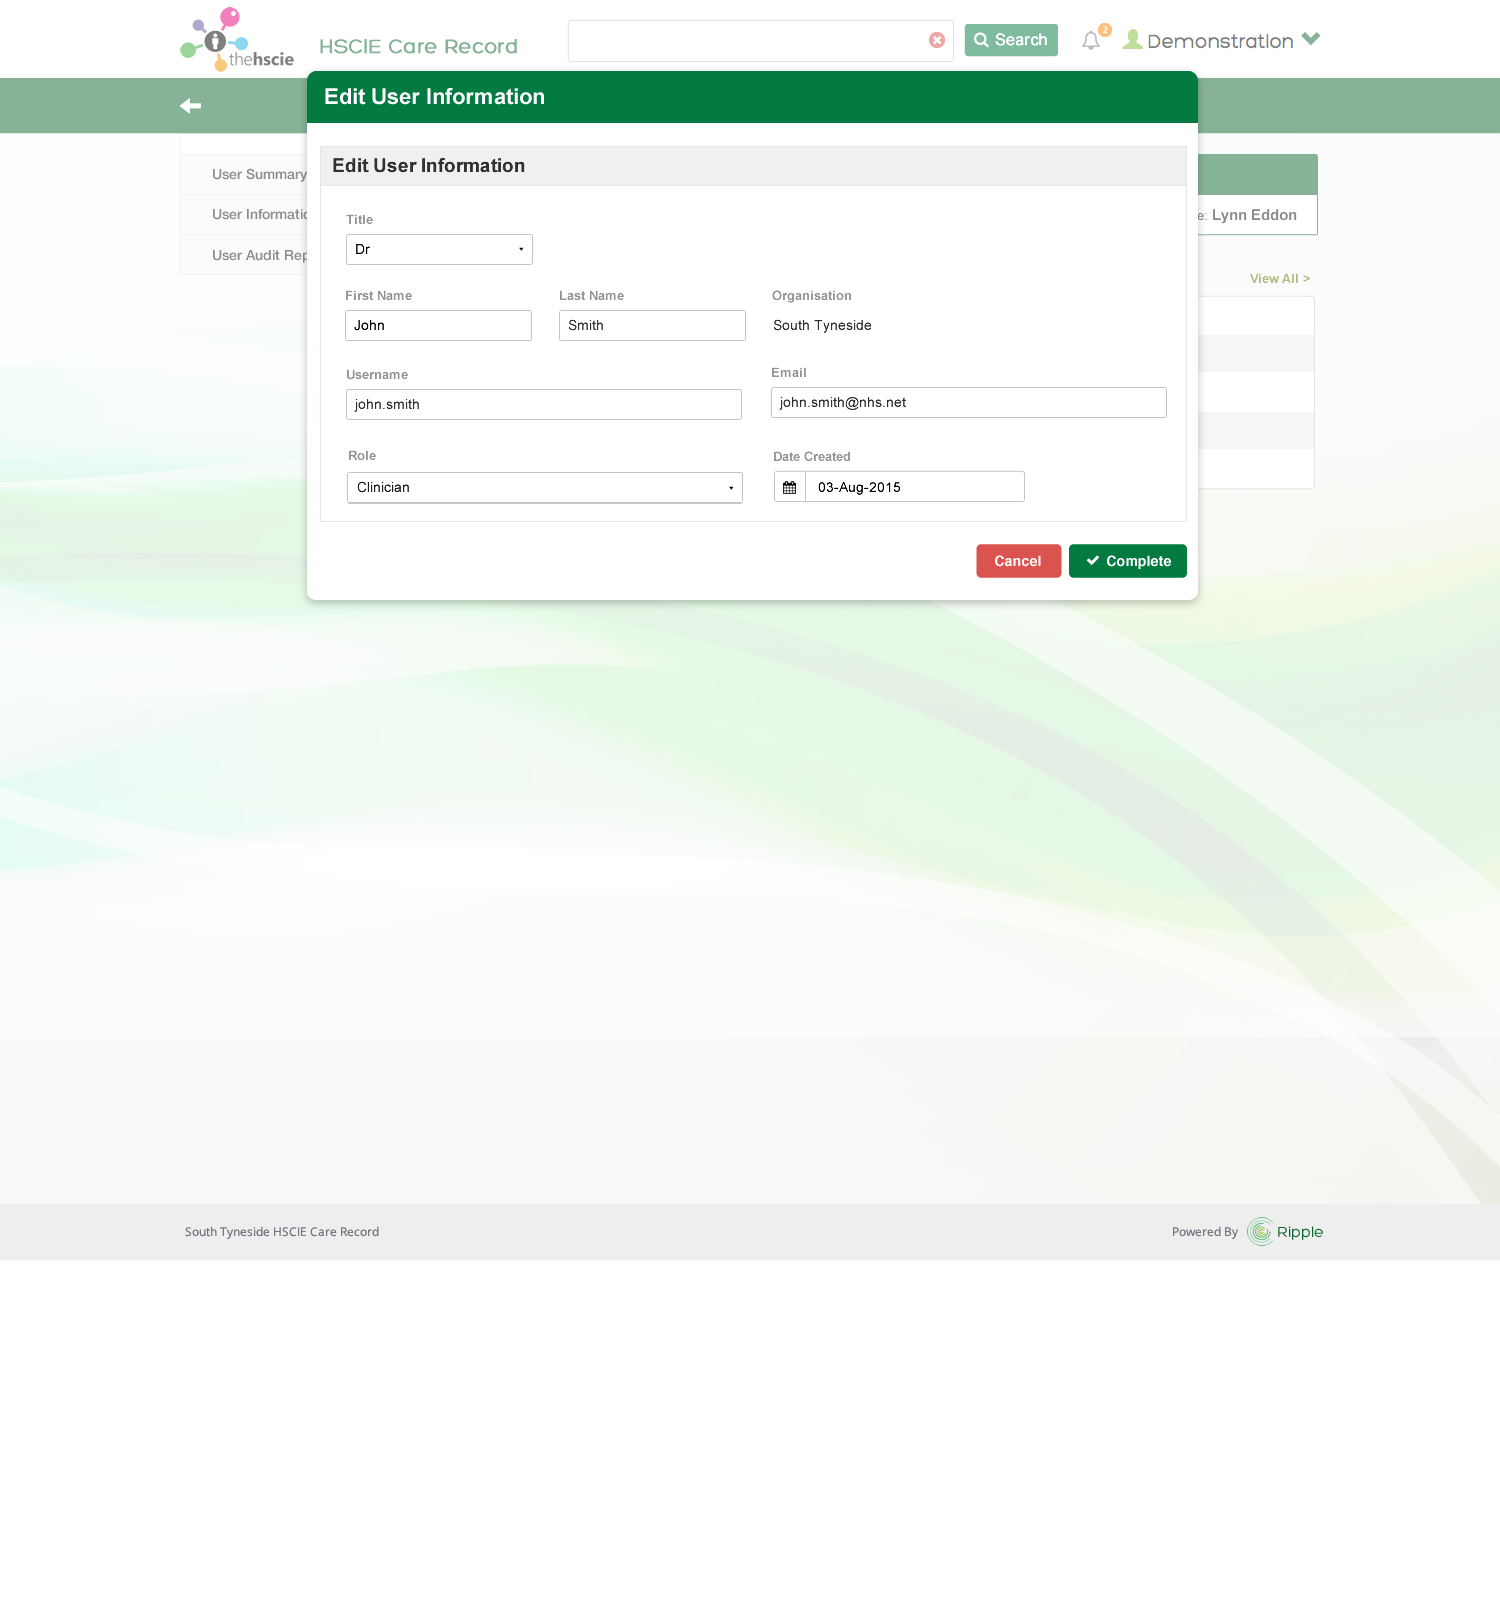 thehscie
HSCIE Care Record
Search
2
Demonstration
Edit User Information
User Summary
User Informatio
User Audit Rep
e: Lynn Eddon
View All >
Edit User Information
Title
Dr
First Name
Last Name
Organisation
John
Smith
South Tyneside
Username
Email
john.smith
john.smith@nhs.net
Role
Date Created
Clinician
03-Aug-2015
Cancel
Complete
South Tyneside HSCIE Care Record
Powered By Ripple